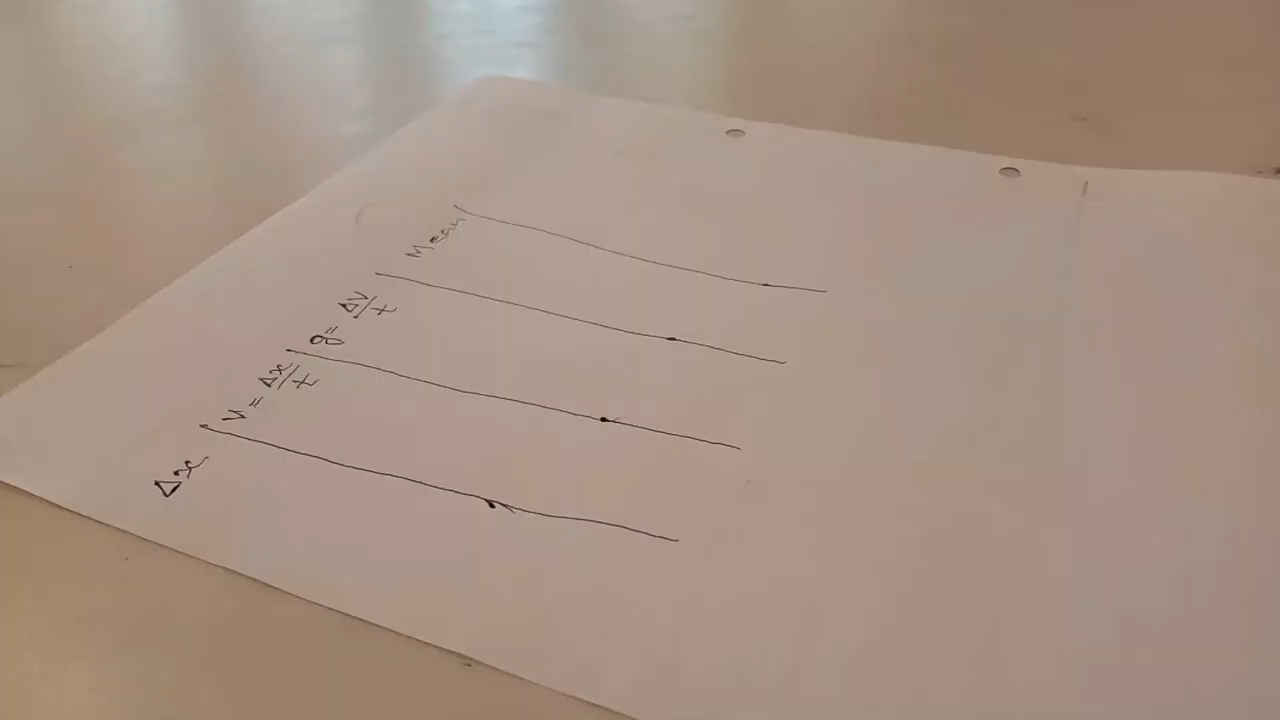 Δx
v = Δx/t
g = Δv/t
Mean